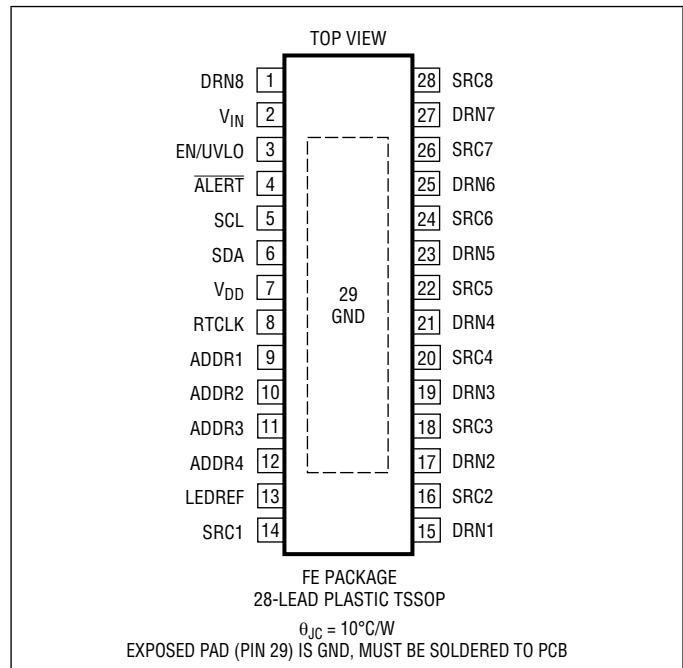 TOP VIEW
DRN8 1 28 SRC8
VIN 2 27 DRN7
EN/UVLO 3 26 SRC7
ALERT 4 25 DRN6
SCL 5 24 SRC6
SDA 6 23 DRN5
VDD 7 22 SRC5
29
GND
RTCLK 8 21 DRN4
ADDR1 9 20 SRC4
ADDR2 10 19 DRN3
ADDR3 11 18 SRC3
ADDR4 12 17 DRN2
LEDREF 13 16 SRC2
SRC1 14 15 DRN1
FE PACKAGE
28-LEAD PLASTIC TSSOP
θJC = 10°C/W
EXPOSED PAD (PIN 29) IS GND, MUST BE SOLDERED TO PCB